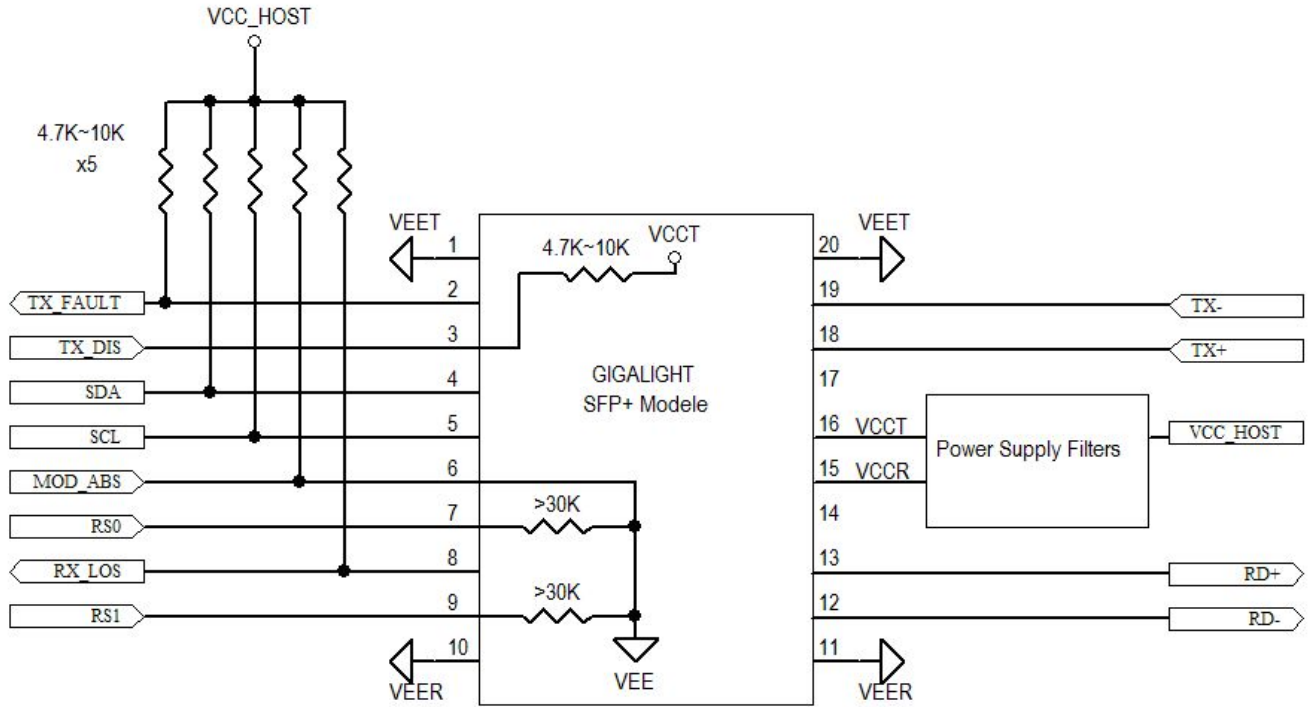 VCC_HOST
4.7K~10K
x5
VEET
1
4.7K~10K
VCCT
20
VEET
TX_FAULT
2
19
TX-
TX_DIS
3
18
TX+
SDA
4
GIGALIGHT
SFP+ Modele
17
SCL
5
16
VCCT
Power Supply Filters
VCC_HOST
MOD_ABS
6
15
VCCR
RS0
7
>30K
14
RX_LOS
8
13
RD+
RS1
9
>30K
12
RD-
10
VEER
VEE
11
VEER